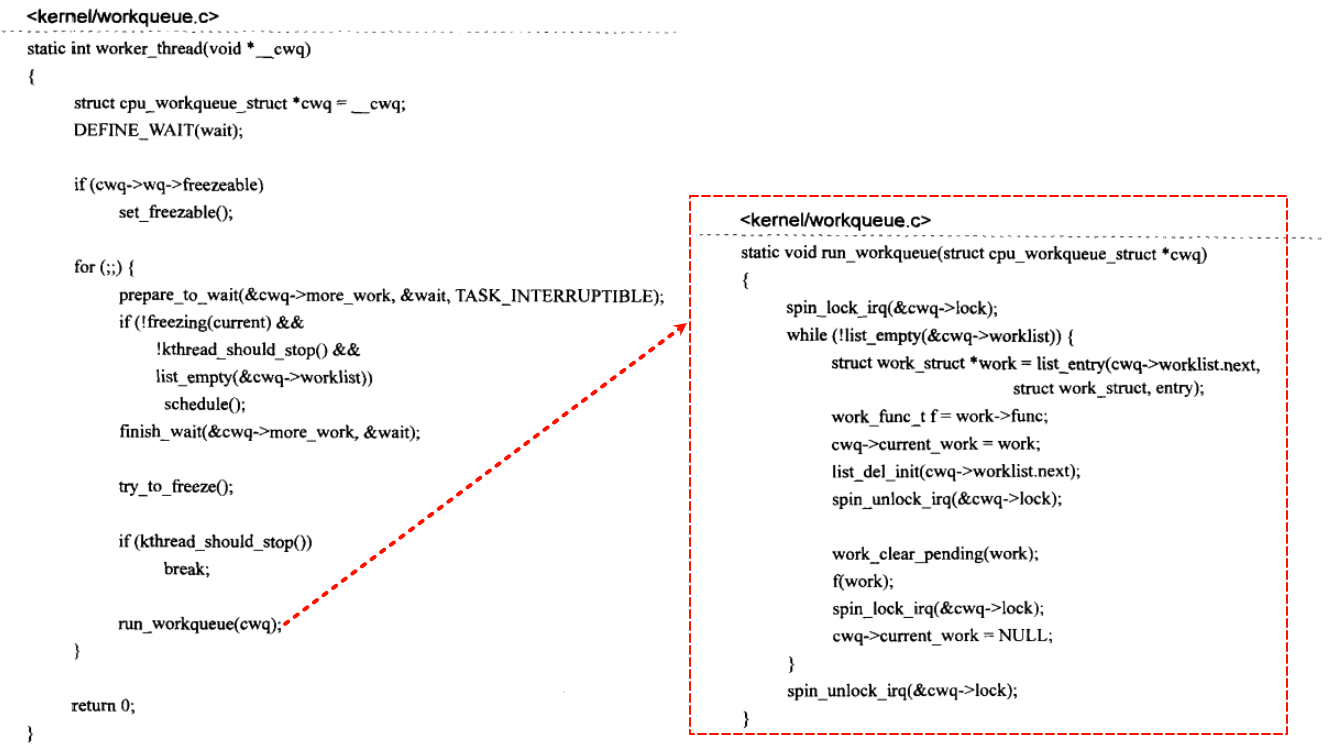 <kernel/workqueue.c>
static int worker_thread(void *__cwq)
{
struct cpu_workqueue_struct *cwq = __cwq;
DEFINE_WAIT(wait);
if (cwq->wq->freezeable)
set_freezable();
for (;;) {
prepare_to_wait(&cwq->more_work, &wait, TASK_INTERRUPTIBLE);
if (!freezing(current) &&
!kthread_should_stop() &&
list_empty(&cwq->worklist))
schedule();
finish_wait(&cwq->more_work, &wait);
try_to_freeze();
if (kthread_should_stop())
break;
run_workqueue(cwq);
}
return 0;
}
<kernel/workqueue.c>
static void run_workqueue(struct cpu_workqueue_struct *cwq)
{
spin_lock_irq(&cwq->lock);
while (!list_empty(&cwq->worklist)) {
struct work_struct *work = list_entry(cwq->worklist.next,
struct work_struct, entry);
work_func_t f = work->func;
cwq->current_work = work;
list_del_init(cwq->worklist.next);
spin_unlock_irq(&cwq->lock);
work_clear_pending(work);
f(work);
spin_lock_irq(&cwq->lock);
cwq->current_work = NULL;
}
spin_unlock_irq(&cwq->lock);
}